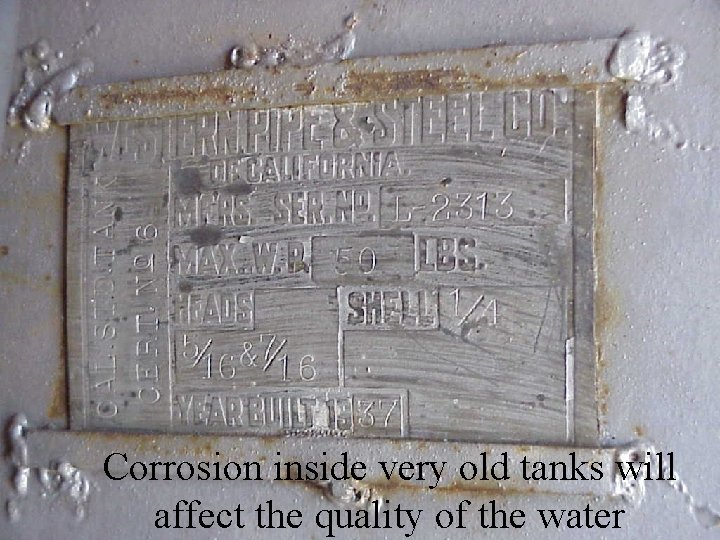 WESTERN PIPE & STEEL CO.
OF CALIFORNIA.
MFRS. SER. No. L-2313
MAX. W. P. 50 LBS.
HEADS SHELL 1/4
5/16 & 7/16
YEAR BUILT 1937
CAL. STD. TANK
CERT. No 6
Corrosion inside very old tanks will
affect the quality of the water